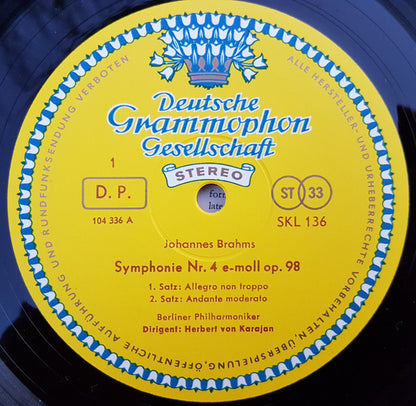 Deutsche
Grammophon
Gesellschaft
STEREO
1
D. P.
104 336 A
ST 33
SKL 136
Johannes Brahms
Symphonie Nr. 4 e-moll op. 98
1. Satz: Allegro non troppo
2. Satz: Andante moderato
Berliner Philharmoniker
Dirigent: Herbert von Karajan
ALLE HERSTELLER- UND URHEBERRECHTE VORBEHALTEN, ÜBERSPIELUNG, ÖFFENTLICHE AUFFÜHRUNG UND RUNDFUNKSENDUNG VERBOTEN